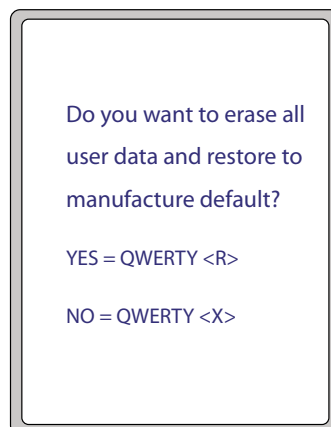 Do you want to erase all
user data and restore to
manufacture default?
YES = QWERTY <R>
NO = QWERTY <X>